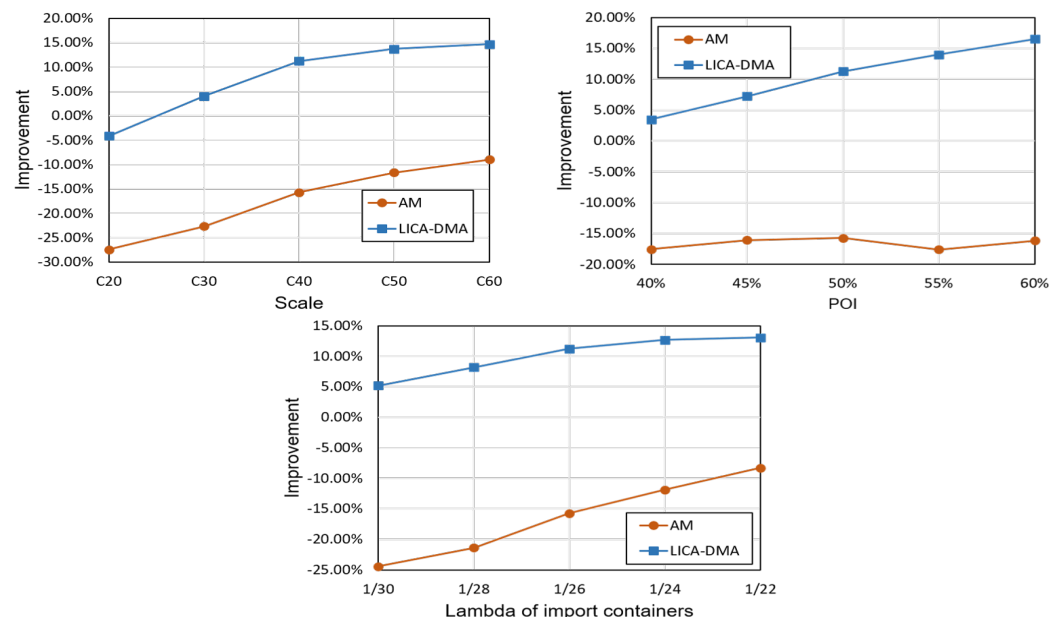 20.00%
15.00%
10.00%
5.00%
0.00%
-5.00%
-10.00%
-15.00%
-20.00%
-25.00%
-30.00%
Improvement
AM
LICA-DMA
C20 C30 C40 C50 C60
Scale
20.00%
15.00%
10.00%
5.00%
0.00%
-5.00%
-10.00%
-15.00%
-20.00%
Improvement
AM
LICA-DMA
40% 45% 50% 55% 60%
POI
15.00%
10.00%
5.00%
0.00%
-5.00%
-10.00%
-15.00%
-20.00%
-25.00%
Improvement
AM
LICA-DMA
1/30 1/28 1/26 1/24 1/22
Lambda of import containers